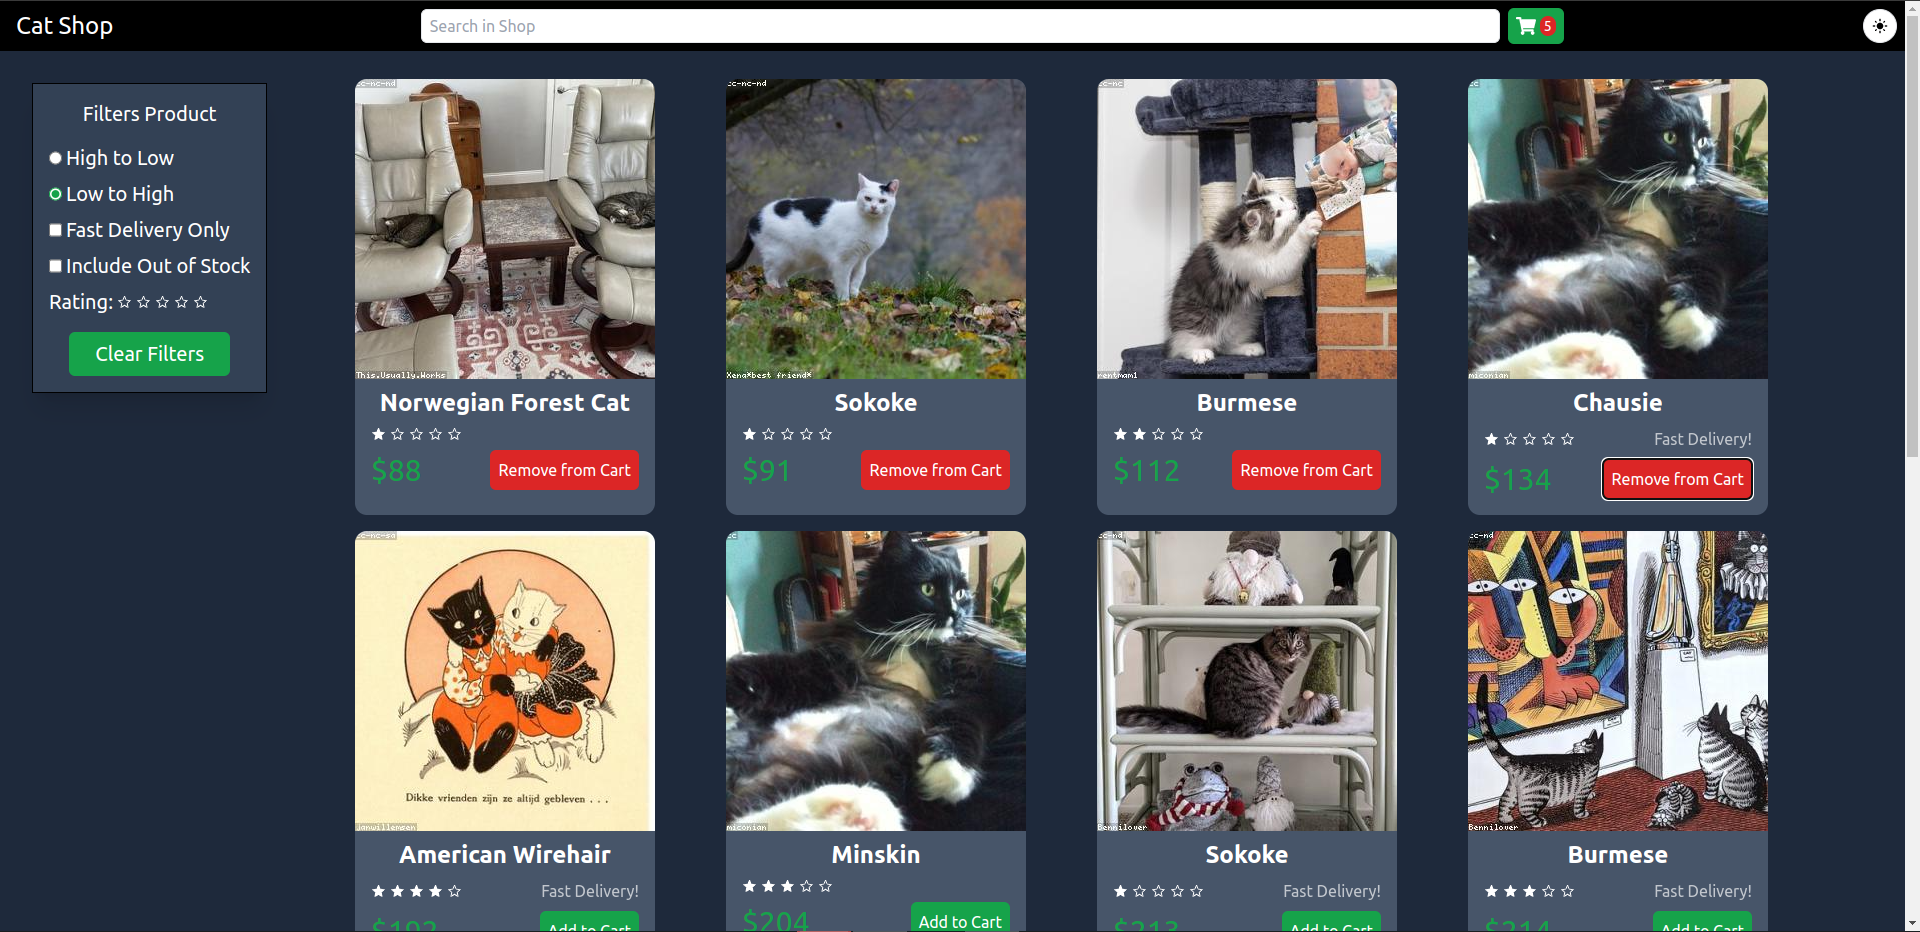 Cat Shop
Search in Shop
5
Filters Product
High to Low
Low to High
Fast Delivery Only
Include Out of Stock
Rating:
Clear Filters
cc-nc-nd
This.Usually.Works
Norwegian Forest Cat
$88
Remove from Cart
cc-nc-nd
Xena*best friend*
Sokoke
$91
Remove from Cart
cc-nc
rentmam1
Burmese
$112
Remove from Cart
cc
miconian
Chausie
Fast Delivery!
$134
Remove from Cart
cc-nc-sa
Dikke vrienden zijn ze altijd gebleven . . .
Janwillemsen
American Wirehair
Fast Delivery!
$192
Add to Cart
cc
miconian
Minskin
$204
Add to Cart
cc-nd
Bennilover
Sokoke
Fast Delivery!
$213
Add to Cart
cc-nd
Bennilover
Burmese
Fast Delivery!
$214
Add to Cart